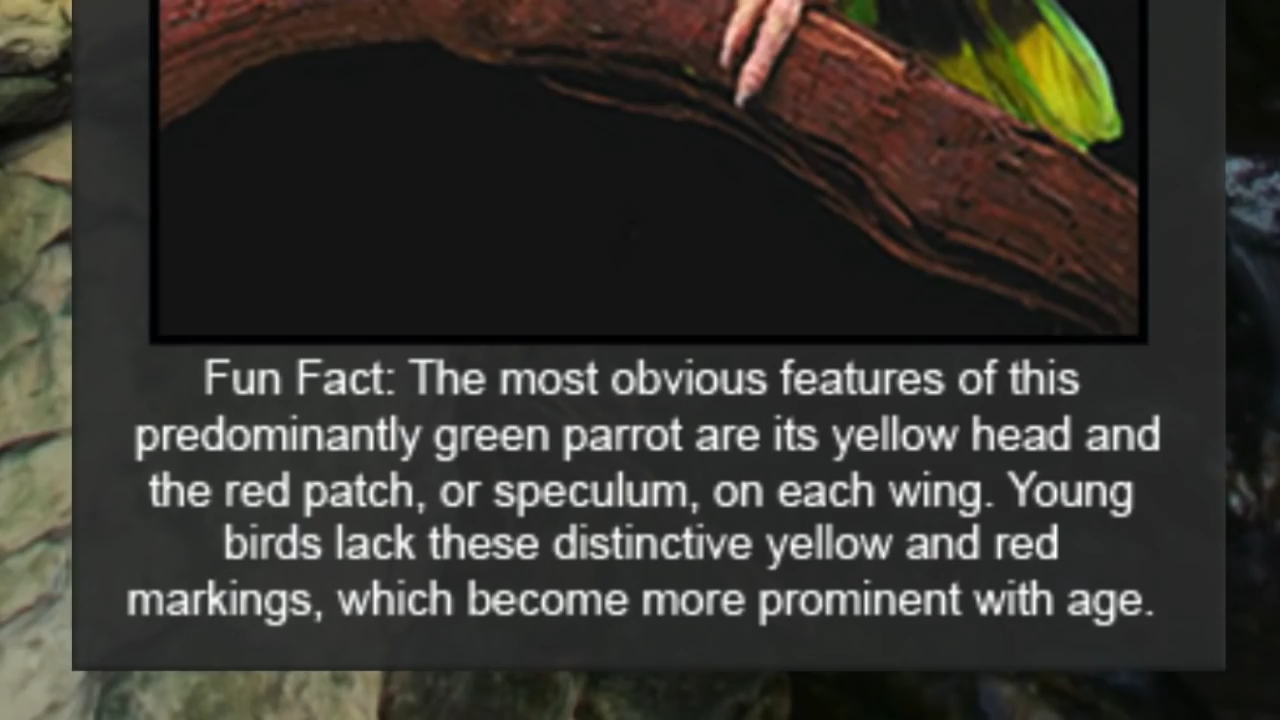 Fun Fact: The most obvious features of this
predominantly green parrot are its yellow head and
the red patch, or speculum, on each wing. Young
birds lack these distinctive yellow and red
markings, which become more prominent with age.